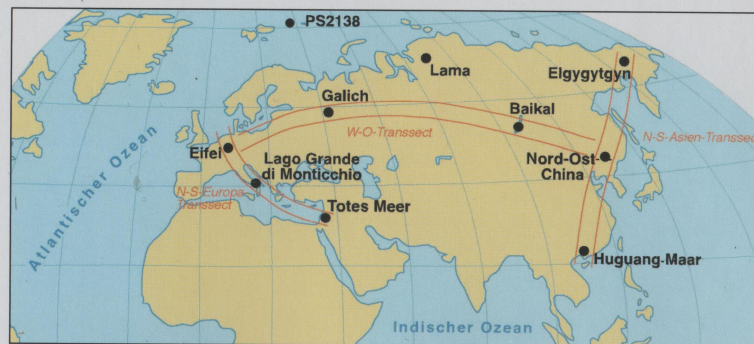 PS2138
Lama
Elgygytgyn
Galich
Baikal
W-O-Transsect
N-S-Asien-Transsect
Eifel
Lago Grande
di Monticchio
Nord-Ost-
China
N-S-Europa-
Transsect
Totes Meer
Atlantischer Ozean
Huguang-Maar
Indischer Ozean